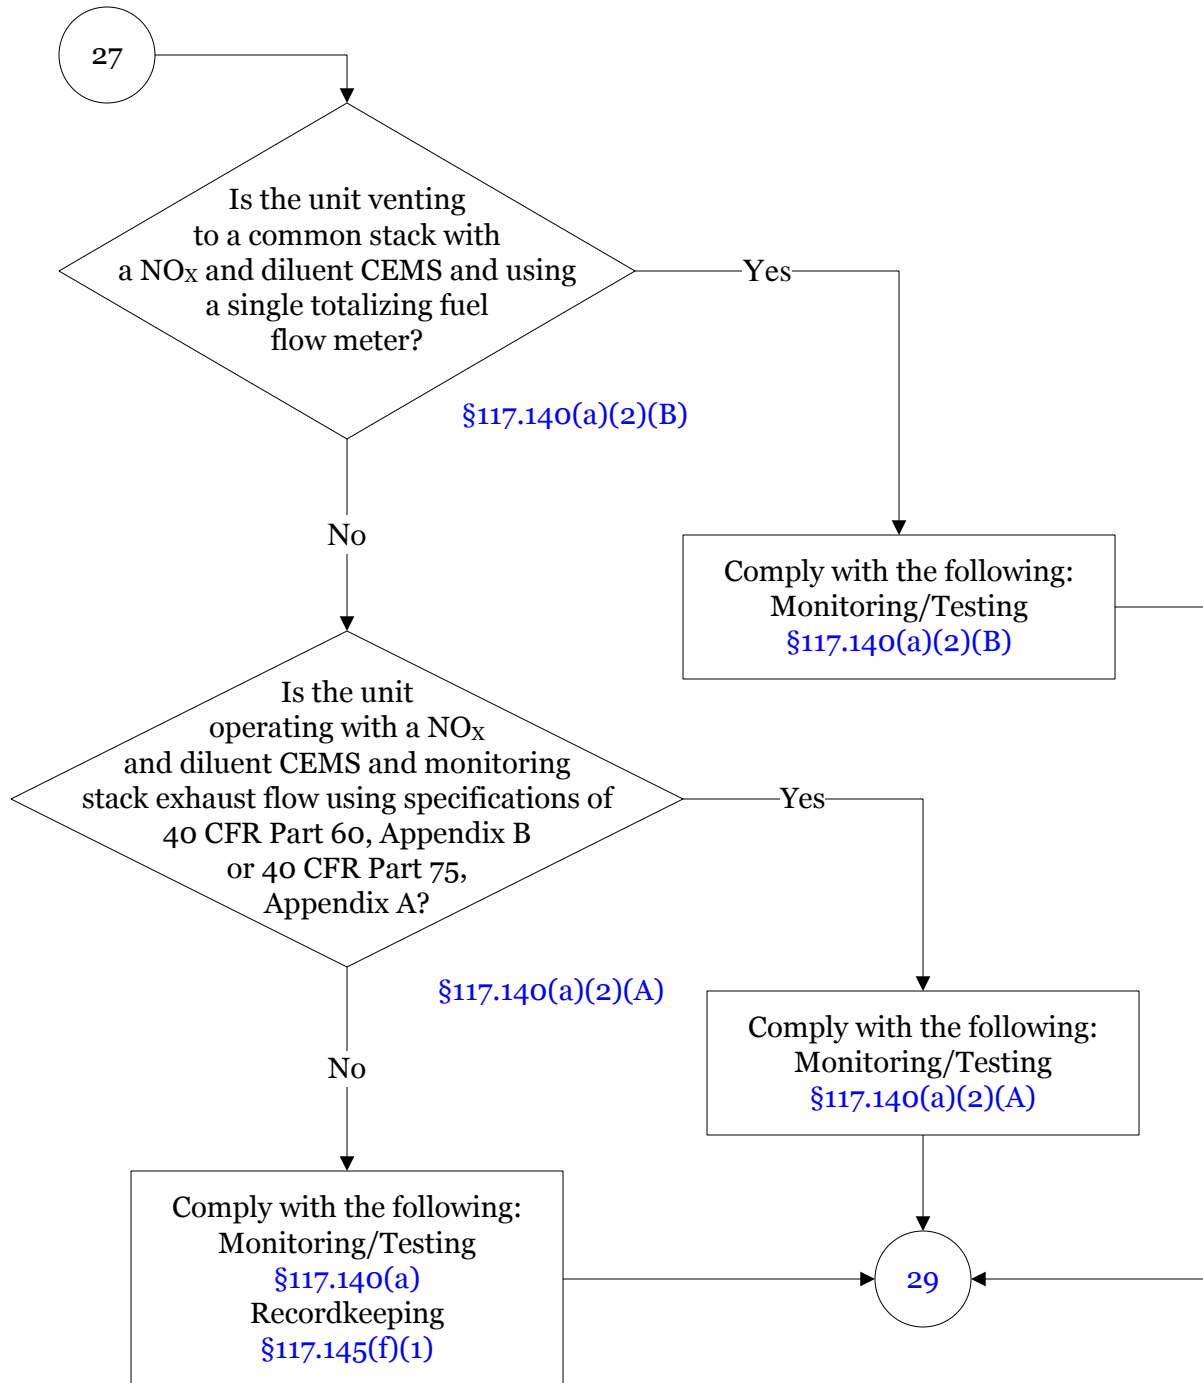 27
Is the unit venting
to a common stack with
a NOx and diluent CEMS and using
a single totalizing fuel
flow meter?
Yes
§117.140(a)(2)(B)
No
Comply with the following:
Monitoring/Testing
§117.140(a)(2)(B)
Is the unit
operating with a NOx
and diluent CEMS and monitoring
stack exhaust flow using specifications of
40 CFR Part 60, Appendix B
or 40 CFR Part 75,
Appendix A?
Yes
§117.140(a)(2)(A)
No
Comply with the following:
Monitoring/Testing
§117.140(a)(2)(A)
Comply with the following:
Monitoring/Testing
§117.140(a)
Recordkeeping
§117.145(f)(1)
29